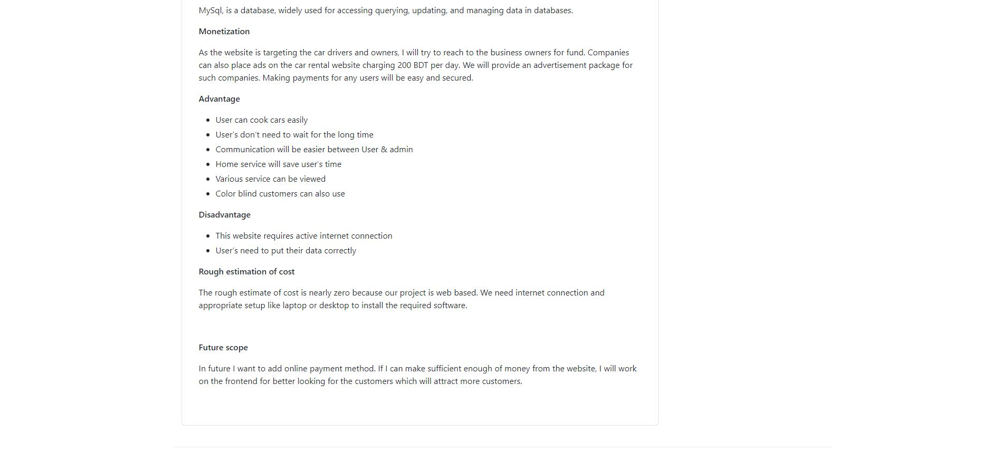 MySql, is a database, widely used for accessing querying, updating, and managing data in databases.
Monetization
As the website is targeting the car drivers and owners, I will try to reach to the business owners for fund. Companies
can also place ads on the car rental website charging 200 BDT per day. We will provide an advertisement package for
such companies. Making payments for any users will be easy and secured.
Advantage
• User can cook cars easily
• User's don't need to wait for the long time
• Communication will be easier between User & admin
• Home service will save user's time
• Various service can be viewed
• Color blind customers can also use
Disadvantage
• This website requires active internet connection
• User's need to put their data correctly
Rough estimation of cost
The rough estimate of cost is nearly zero because our project is web based. We need internet connection and
appropriate setup like laptop or desktop to install the required software.
Future scope
In future I want to add online payment method. If I can make sufficient enough of money from the website, I will work
on the frontend for better looking for the customers which will attract more customers.